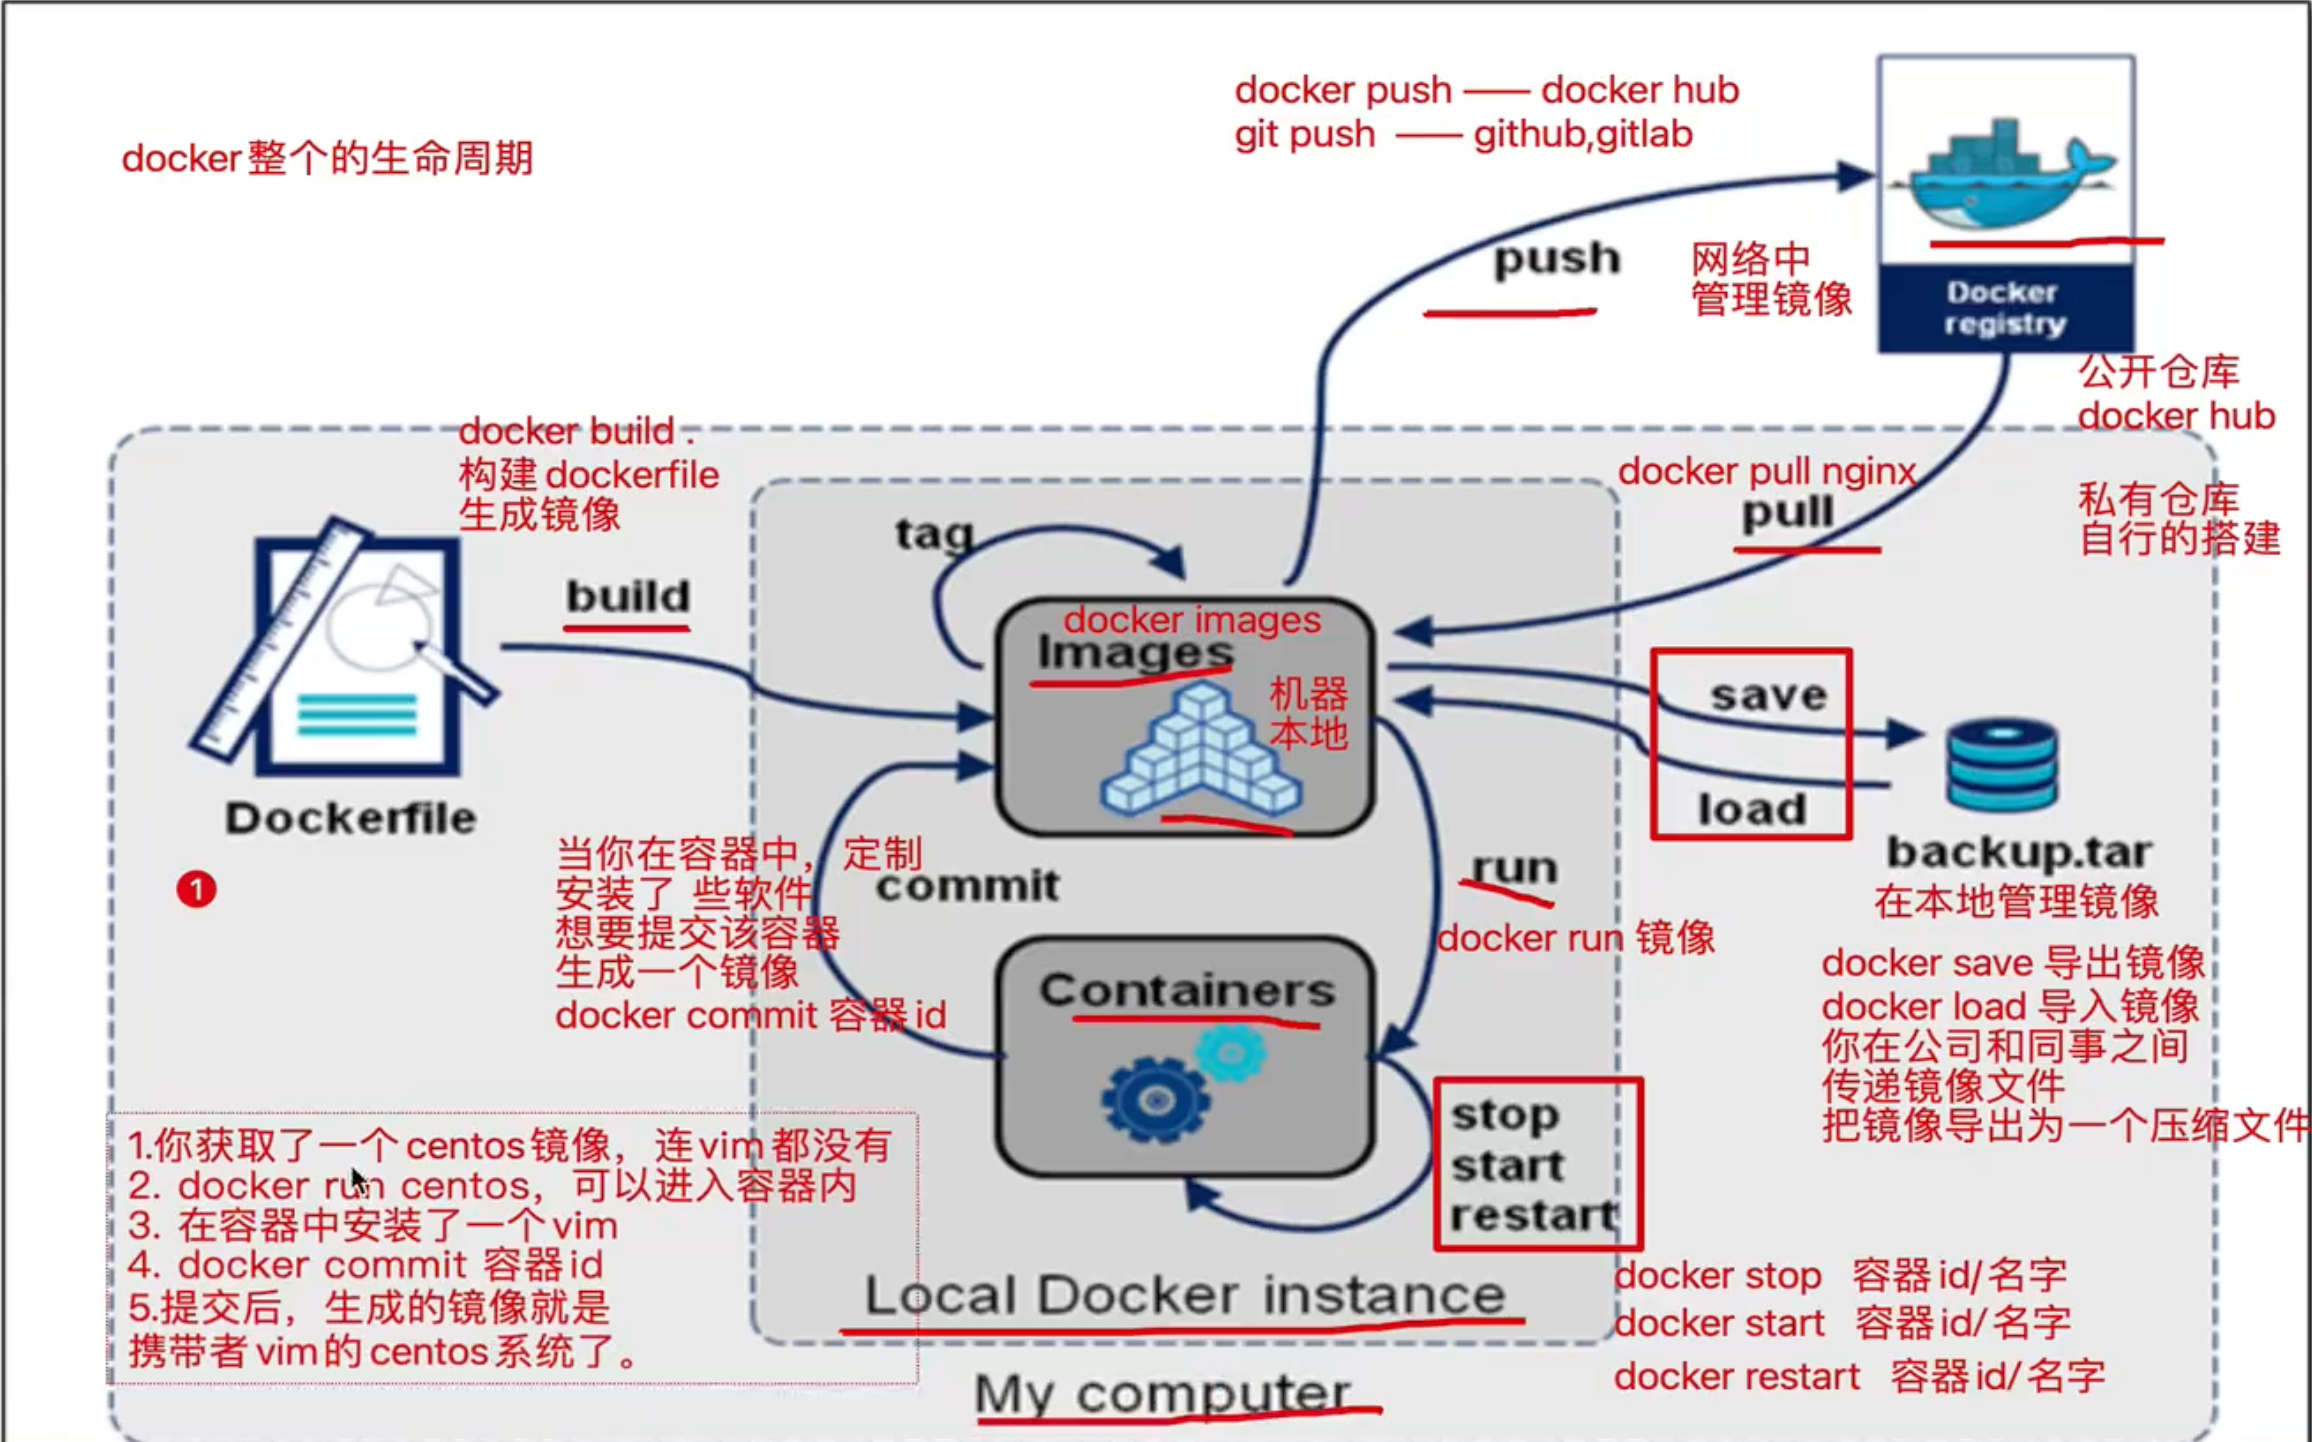 docker push —— docker hub
git push —— github,gitlab
docker整个的生命周期
push
网络中
管理镜像
Docker
registry
公开仓库
docker hub
私有仓库
自行的搭建
docker build .
构建 dockerfile
生成镜像
docker pull nginx
pull
tag
build
docker images
Images
机器
本地
save
load
Dockerfile
1
当你在容器中，定制
安装了 些软件
想要提交该容器
生成一个镜像
docker commit 容器id
commit
run
docker run 镜像
backup.tar
在本地管理镜像
docker save 导出镜像
docker load 导入镜像
你在公司和同事之间
传递镜像文件
把镜像导出为一个压缩文件
Containers
stop
start
restart
1.你获取了一个centos镜像，连vim都没有
2. docker run centos，可以进入容器内
3. 在容器中安装了一个vim
4. docker commit 容器id
5.提交后，生成的镜像就是
携带者vim的centos系统了。
Local Docker instance
docker stop 容器id/名字
docker start 容器id/名字
docker restart 容器id/名字
My computer